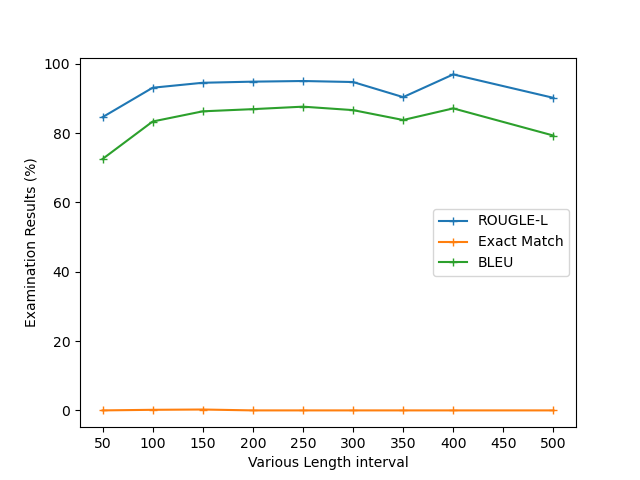 100
80
60
40
20
0
Examination Results (%)
ROUGLE-L
Exact Match
BLEU
50 100 150 200 250 300 350 400 450 500
Various Length interval